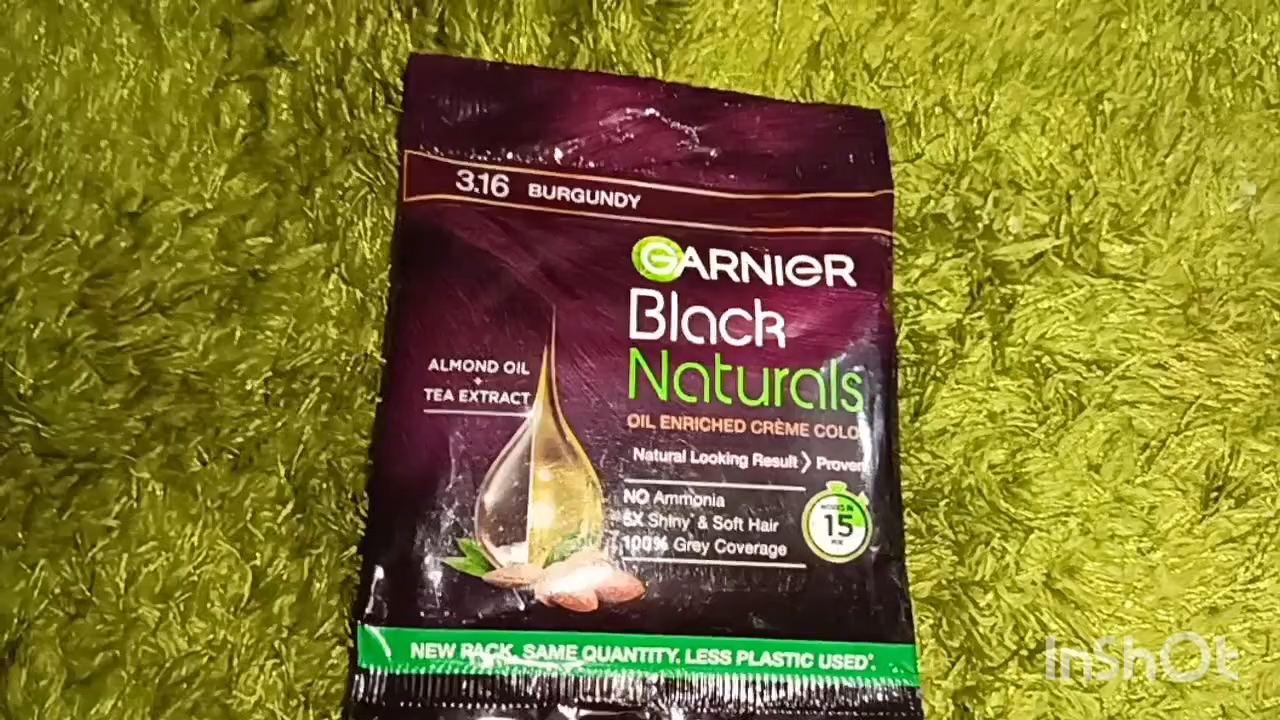 3.16 BURGUNDY
GARNIER
Black
Naturals
ALMOND OIL
+
TEA EXTRACT
OIL ENRICHED CRÈME COLO
Natural Looking Result > Proven
NO Ammonia
5X Shiny & Soft Hair
100% Grey Coverage
WORKS IN
15
MIN
NEW PACK. SAME QUANTITY. LESS PLASTIC USED*.
InShOt